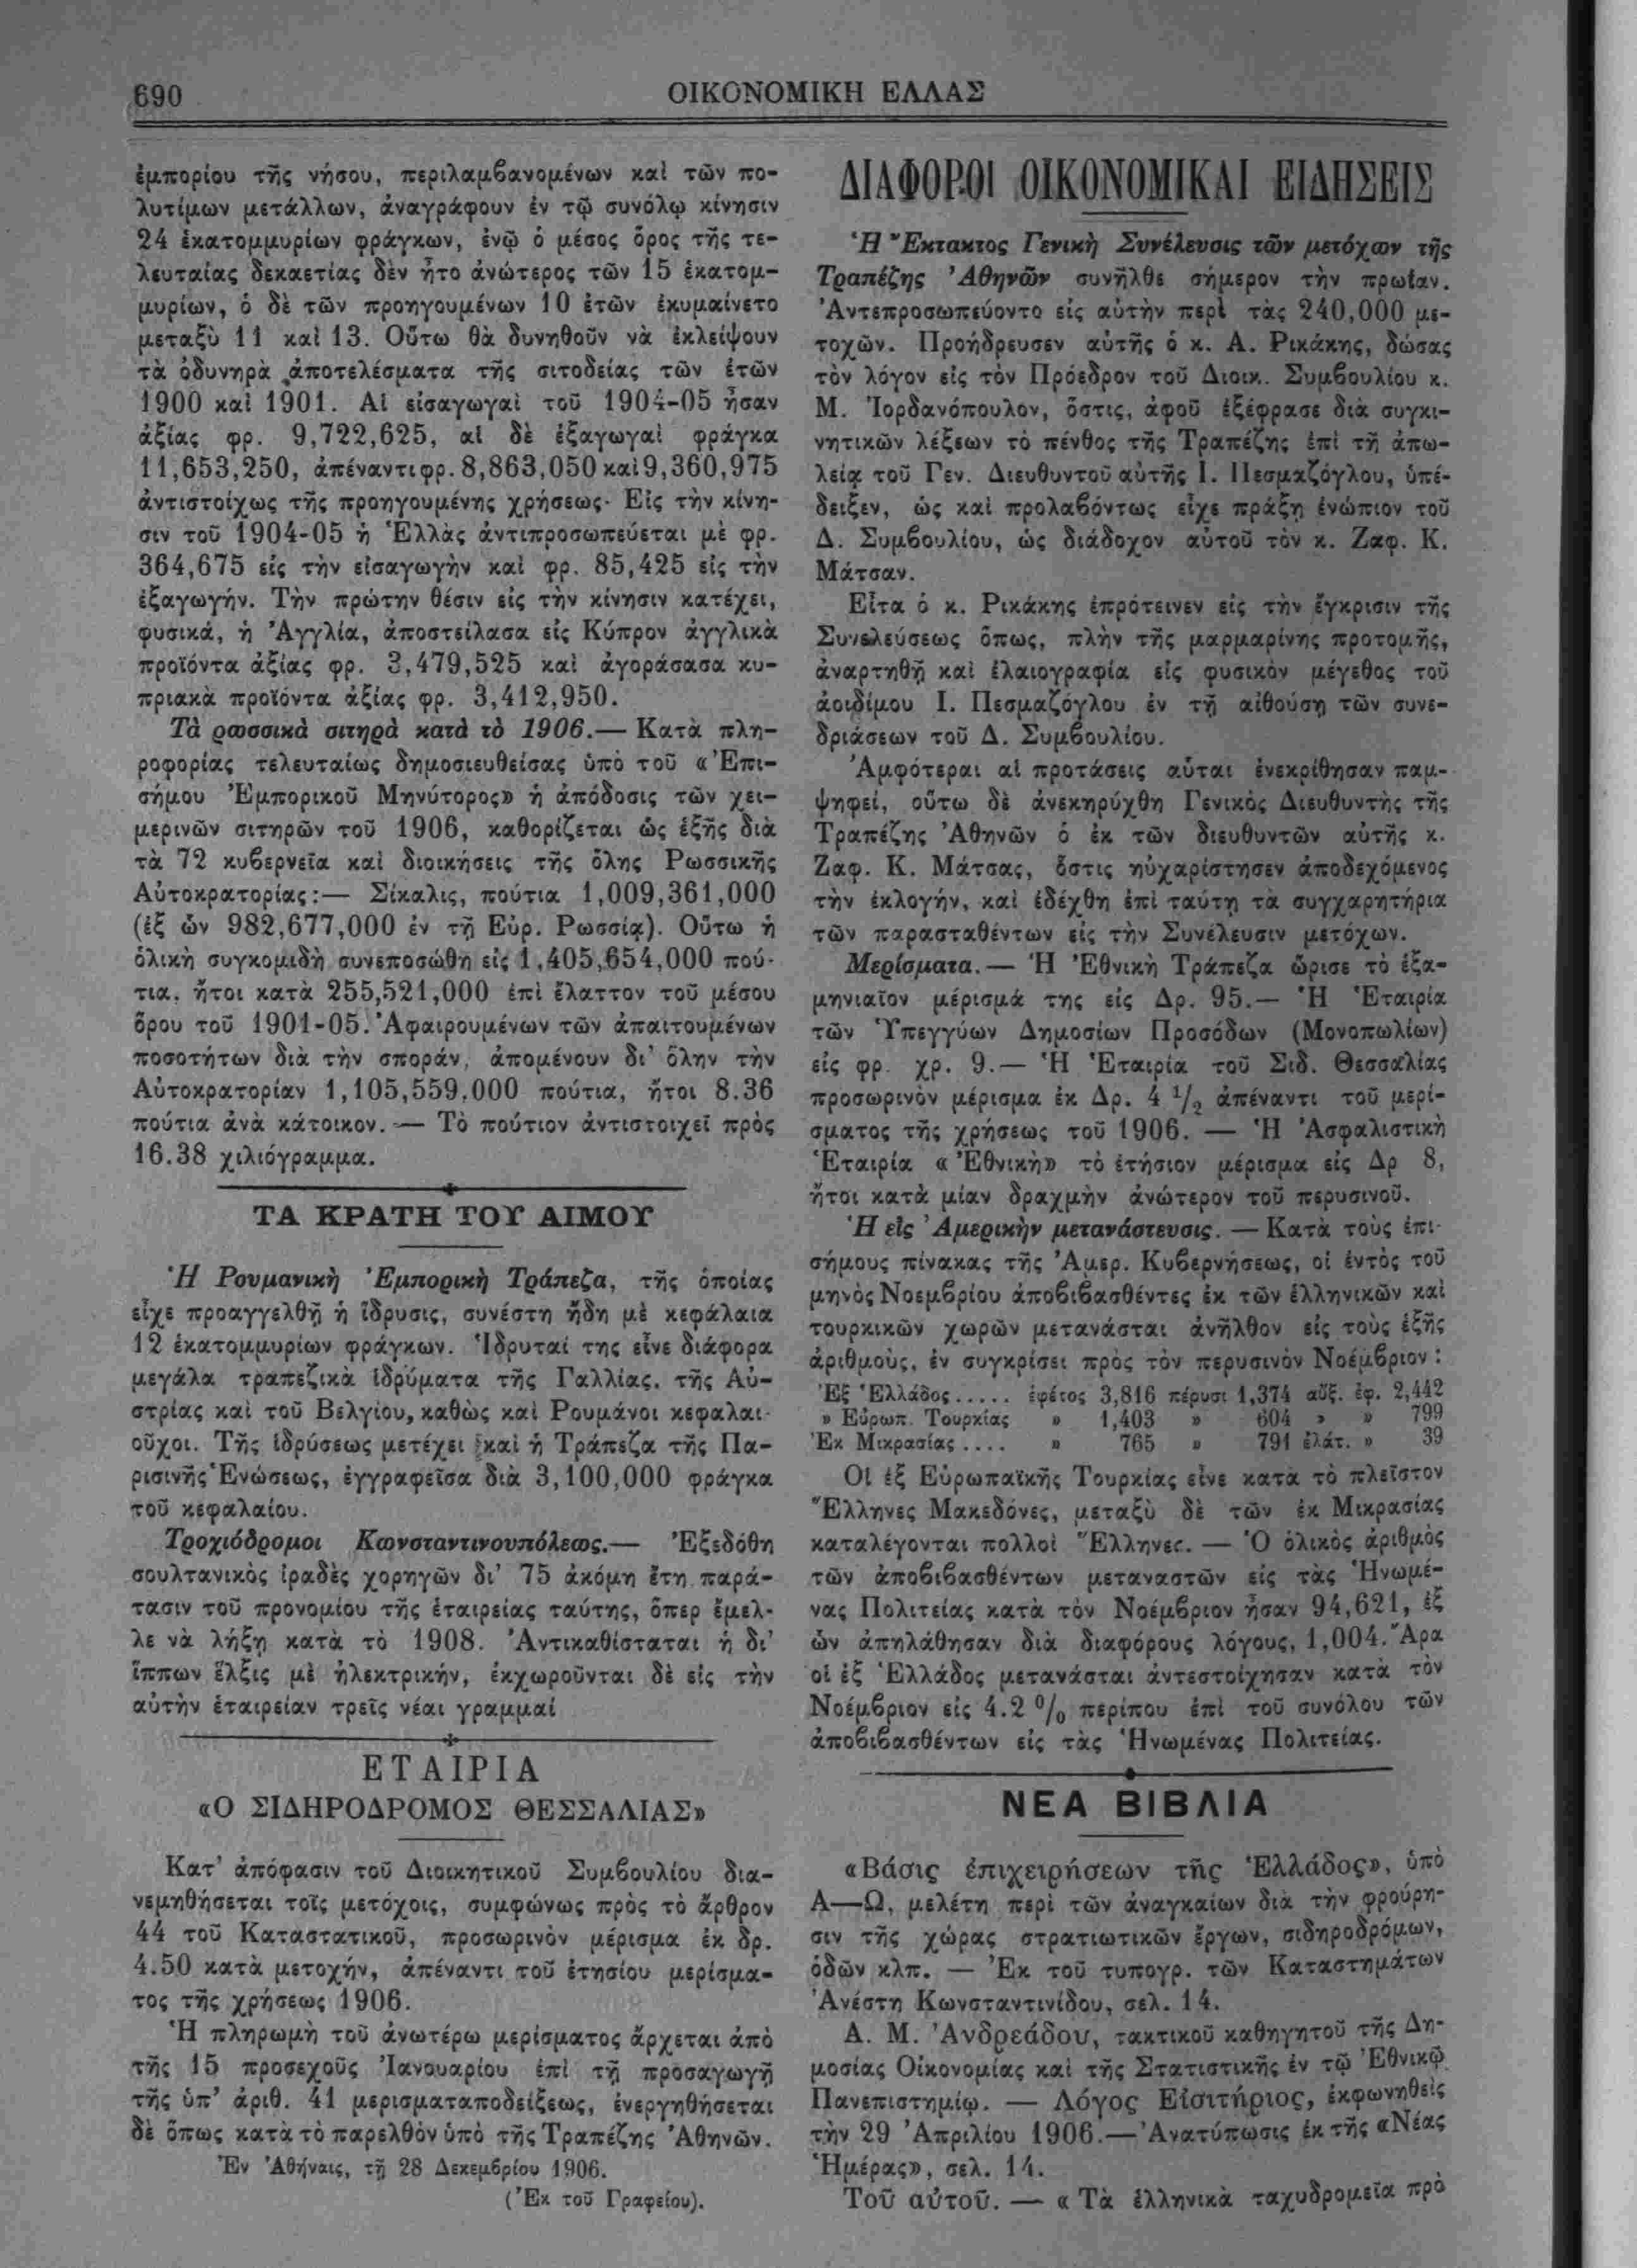 690
ΟΙΚΟΝΟΜΙΚΗ ΕΛΛΑΣ
ἐμπορίου τῆς νήσου, περιλαμβανομένων καὶ τῶν πο-
λυτίμων μετάλλων, ἀναγράφουν ἐν τῷ συνόλῳ κίνησιν
24 ἑκατομμυρίων φράγκων, ἐνῷ ὁ μέσος ὅρος τῆς τε-
λευταίας δεκαετίας δὲν ἦτο ἀνώτερος τῶν 15 ἑκατομ-
μυρίων, ὁ δὲ τῶν προηγουμένων 10 ἐτῶν ἐκυμαίνετο
μεταξὺ 11 καὶ 13. Οὕτω θὰ δυνηθοῦν νὰ ἐκλείψουν
τὰ ὀδυνηρὰ ἀποτελέσματα τῆς σιτοδείας τῶν ἐτῶν
1900 καὶ 1901. Αἱ εἰσαγωγαὶ τοῦ 1904-05 ἦσαν
ἀξίας φρ. 9,722,625, αἱ δὲ ἐξαγωγαὶ φράγκα
11,653,250, ἀπέναντι φρ. 8,863,050 καὶ 9,360,975
ἀντιστοίχως τῆς προηγουμένης χρήσεως· Εἰς τὴν κίνη-
σιν τοῦ 1904-05 ἡ Ἑλλὰς ἀντιπροσωπεύεται μὲ φρ.
364,675 εἰς τὴν εἰσαγωγὴν καὶ φρ. 85,425 εἰς τὴν
ἐξαγωγήν. Τὴν πρώτην θέσιν εἰς τὴν κίνησιν κατέχει,
φυσικά, ἡ Ἀγγλία, ἀποστείλασα εἰς Κύπρον ἀγγλικὰ
προϊόντα ἀξίας φρ. 3,479,525 καὶ ἀγοράσασα κυ-
πριακὰ προϊόντα ἀξίας φρ. 3,412,950.
Τὰ ρωσσικὰ σιτηρὰ κατὰ τὸ 1906.— Κατὰ πλη-
ροφορίας τελευταίως δημοσιευθείσας ὑπὸ τοῦ «Ἐπι-
σήμου Ἐμπορικοῦ Μηνύτορος» ἡ ἀπόδοσις τῶν χει-
μερινῶν σιτηρῶν τοῦ 1906, καθορίζεται ὡς ἑξῆς διὰ
τὰ 72 κυβερνεῖα καὶ διοικήσεις τῆς ὅλης Ρωσσικῆς
Αὐτοκρατορίας:— Σίκαλις, πούτια 1,009,361,000
(ἐξ ὧν 982,677,000 ἐν τῇ Εὐρ. Ρωσσίᾳ). Οὕτω ἡ
ὁλικὴ συγκομιδὴ συνεποσώθη εἰς 1,405,654,000 πού-
τια, ἤτοι κατὰ 255,521,000 ἐπὶ ἔλαττον τοῦ μέσου
ὅρου τοῦ 1901-05. Ἀφαιρουμένων τῶν ἀπαιτουμένων
ποσοτήτων διὰ τὴν σποράν, ἀπομένουν δι᾽ ὅλην τὴν
Αὐτοκρατορίαν 1,105,559,000 πούτια, ἤτοι 8.36
πούτια ἀνὰ κάτοικον. — Τὸ πούτιον ἀντιστοιχεῖ πρὸς
16.38 χιλιόγραμμα.
ΤΑ ΚΡΑΤΗ ΤΟΥ ΑΙΜΟΥ
Ἡ Ρουμανικὴ Ἐμπορικὴ Τράπεζα, τῆς ὁποίας
εἶχε προαγγελθῇ ἡ ἵδρυσις, συνέστη ἤδη μὲ κεφάλαια
12 ἑκατομμυρίων φράγκων. Ἱδρυταί της εἶνε διάφορα
μεγάλα τραπεζικὰ ἱδρύματα τῆς Γαλλίας, τῆς Αὐ-
στρίας καὶ τοῦ Βελγίου, καθὼς καὶ Ρουμάνοι κεφαλαι-
οῦχοι. Τῆς ἱδρύσεως μετέχει καὶ ἡ Τράπεζα τῆς Πα-
ρισινῆς Ἑνώσεως, ἐγγραφεῖσα διὰ 3,100,000 φράγκα
τοῦ κεφαλαίου.
Τροχιόδρομοι Κωνσταντινουπόλεως.— Ἐξεδόθη
σουλτανικὸς ἰραδὲς χορηγῶν δι᾽ 75 ἀκόμη ἔτη παρά-
τασιν τοῦ προνομίου τῆς ἑταιρείας ταύτης, ὅπερ ἔμελ-
λε νὰ λήξῃ κατὰ τὸ 1908. Ἀντικαθίσταται ἡ δι᾽
ἵππων ἕλξις μὲ ἠλεκτρικήν, ἐκχωροῦνται δὲ εἰς τὴν
αὐτὴν ἑταιρείαν τρεῖς νέαι γραμμαί
ΕΤΑΙΡΙΑ
«Ο ΣΙΔΗΡΟΔΡΟΜΟΣ ΘΕΣΣΑΛΙΑΣ»
Κατ᾽ ἀπόφασιν τοῦ Διοικητικοῦ Συμβουλίου δια-
νεμηθήσεται τοῖς μετόχοις, συμφώνως πρὸς τὸ ἄρθρον
44 τοῦ Καταστατικοῦ, προσωρινὸν μέρισμα ἐκ δρ.
4.50 κατὰ μετοχήν, ἀπέναντι τοῦ ἐτησίου μερίσμα-
τος τῆς χρήσεως 1906.
Ἡ πληρωμὴ τοῦ ἀνωτέρω μερίσματος ἄρχεται ἀπὸ
τῆς 15 προσεχοῦς Ἰανουαρίου ἐπὶ τῇ προσαγωγῇ
τῆς ὑπ᾽ ἀριθ. 41 μερισματαποδείξεως, ἐνεργηθήσεται
δὲ ὅπως κατὰ τὸ παρελθὸν ὑπὸ τῆς Τραπέζης Ἀθηνῶν.
Ἐν Ἀθήναις, τῇ 28 Δεκεμβρίου 1906.
(Ἐκ τοῦ Γραφείου).
ΔΙΑΦΟΡΟΙ ΟΙΚΟΝΟΜΙΚΑΙ ΕΙΔΗΣΕΙΣ
Ἡ Ἔκτακτος Γενικὴ Συνέλευσις τῶν μετόχων τῆς
Τραπέζης Ἀθηνῶν συνῆλθε σήμερον τὴν πρωΐαν.
Ἀντεπροσωπεύοντο εἰς αὐτὴν περὶ τὰς 240,000 με-
τοχῶν. Προήδρευσεν αὐτῆς ὁ κ. Α. Ρικάκης, δώσας
τὸν λόγον εἰς τὸν Πρόεδρον τοῦ Διοικ. Συμβουλίου κ.
Μ. Ἰορδανόπουλον, ὅστις, ἀφοῦ ἐξέφρασε διὰ συγκι-
νητικῶν λέξεων τὸ πένθος τῆς Τραπέζης ἐπὶ τῇ ἀπω-
λείᾳ τοῦ Γεν. Διευθυντοῦ αὐτῆς Ι. Πεσμαζόγλου, ὑπέ-
δειξεν, ὡς καὶ προλαβόντως εἶχε πράξῃ ἐνώπιον τοῦ
Δ. Συμβουλίου, ὡς διάδοχον αὐτοῦ τὸν κ. Ζαφ. Κ.
Μάτσαν.
Εἶτα ὁ κ. Ρικάκης ἐπρότεινεν εἰς τὴν ἔγκρισιν τῆς
Συνελεύσεως ὅπως, πλὴν τῆς μαρμαρίνης προτομῆς,
ἀναρτηθῇ καὶ ἐλαιογραφία εἰς φυσικὸν μέγεθος τοῦ
ἀοιδίμου Ι. Πεσμαζόγλου ἐν τῇ αἰθούσῃ τῶν συνε-
δριάσεων τοῦ Δ. Συμβουλίου.
Ἀμφότεραι αἱ προτάσεις αὗται ἐνεκρίθησαν παμ-
ψηφεί, οὕτω δὲ ἀνεκηρύχθη Γενικὸς Διευθυντὴς τῆς
Τραπέζης Ἀθηνῶν ὁ ἐκ τῶν διευθυντῶν αὐτῆς κ.
Ζαφ. Κ. Μάτσας, ὅστις ηὐχαρίστησεν ἀποδεχόμενος
τὴν ἐκλογήν, καὶ ἐδέχθη ἐπὶ ταύτῃ τὰ συγχαρητήρια
τῶν παρασταθέντων εἰς τὴν Συνέλευσιν μετόχων.
Μερίσματα.— Ἡ Ἐθνικὴ Τράπεζα ὥρισε τὸ ἑξα-
μηνιαῖον μέρισμά της εἰς Δρ. 95.— Ἡ Ἑταιρία
τῶν Ὑπεγγύων Δημοσίων Προσόδων (Μονοπωλίων)
εἰς φρ. χρ. 9.— Ἡ Ἑταιρία τοῦ Σιδ. Θεσσαλίας
προσωρινὸν μέρισμα ἐκ Δρ. 4 1/2 ἀπέναντι τοῦ μερί-
σματος τῆς χρήσεως τοῦ 1906. — Ἡ Ἀσφαλιστικὴ
Ἑταιρία «Ἐθνικὴ» τὸ ἐτήσιον μέρισμα εἰς Δρ 8,
ἤτοι κατὰ μίαν δραχμὴν ἀνώτερον τοῦ περυσινοῦ.
Ἡ εἰς Ἀμερικὴν μετανάστευσις. — Κατὰ τοὺς ἐπι-
σήμους πίνακας τῆς Ἀμερ. Κυβερνήσεως, οἱ ἐντὸς τοῦ
μηνὸς Νοεμβρίου ἀποβιβασθέντες ἐκ τῶν ἑλληνικῶν καὶ
τουρκικῶν χωρῶν μετανάσται ἀνῆλθον εἰς τοὺς ἑξῆς
ἀριθμούς, ἐν συγκρίσει πρὸς τὸν περυσινὸν Νοέμβριον:
Ἐξ Ἑλλάδος..... ἐφέτος 3,816 πέρυσι 1,374 αὔξ. ἐφ. 2,442
» Εὐρωπ. Τουρκίας » 1,403 » 604 » » 799
Ἐκ Μικρασίας.... » 765 » 791 ἐλάτ. » 39
Οἱ ἐξ Εὐρωπαϊκῆς Τουρκίας εἶνε κατὰ τὸ πλεῖστον
Ἕλληνες Μακεδόνες, μεταξὺ δὲ τῶν ἐκ Μικρασίας
καταλέγονται πολλοὶ Ἕλληνες. — Ὁ ὁλικὸς ἀριθμὸς
τῶν ἀποβιβασθέντων μεταναστῶν εἰς τὰς Ἡνωμέ-
νας Πολιτείας κατὰ τὸν Νοέμβριον ἦσαν 94,621, ἐξ
ὧν ἀπηλάθησαν διὰ διαφόρους λόγους, 1,004. Ἄρα
οἱ ἐξ Ἑλλάδος μετανάσται ἀντεστοίχησαν κατὰ τὸν
Νοέμβριον εἰς 4.2 % περίπου ἐπὶ τοῦ συνόλου τῶν
ἀποβιβασθέντων εἰς τὰς Ἡνωμένας Πολιτείας.
ΝΕΑ ΒΙΒΛΙΑ
«Βάσις ἐπιχειρήσεων τῆς Ἑλλάδος», ὑπὸ
Α—Ω, μελέτη περὶ τῶν ἀναγκαίων διὰ τὴν φρούρη-
σιν τῆς χώρας στρατιωτικῶν ἔργων, σιδηροδρόμων,
ὁδῶν κλπ. — Ἐκ τοῦ τυπογρ. τῶν Καταστημάτων
Ἀνέστη Κωνσταντινίδου, σελ. 14.
Α. Μ. Ἀνδρεάδου, τακτικοῦ καθηγητοῦ τῆς Δη-
μοσίας Οἰκονομίας καὶ τῆς Στατιστικῆς ἐν τῷ Ἐθνικῷ
Πανεπιστημίῳ. — Λόγος Εἰσιτήριος, ἐκφωνηθεὶς
τὴν 29 Ἀπριλίου 1906.—Ἀνατύπωσις ἐκ τῆς «Νέας
Ἡμέρας», σελ. 14.
Τοῦ αὐτοῦ. — «Τὰ ἑλληνικὰ ταχυδρομεῖα πρὸ